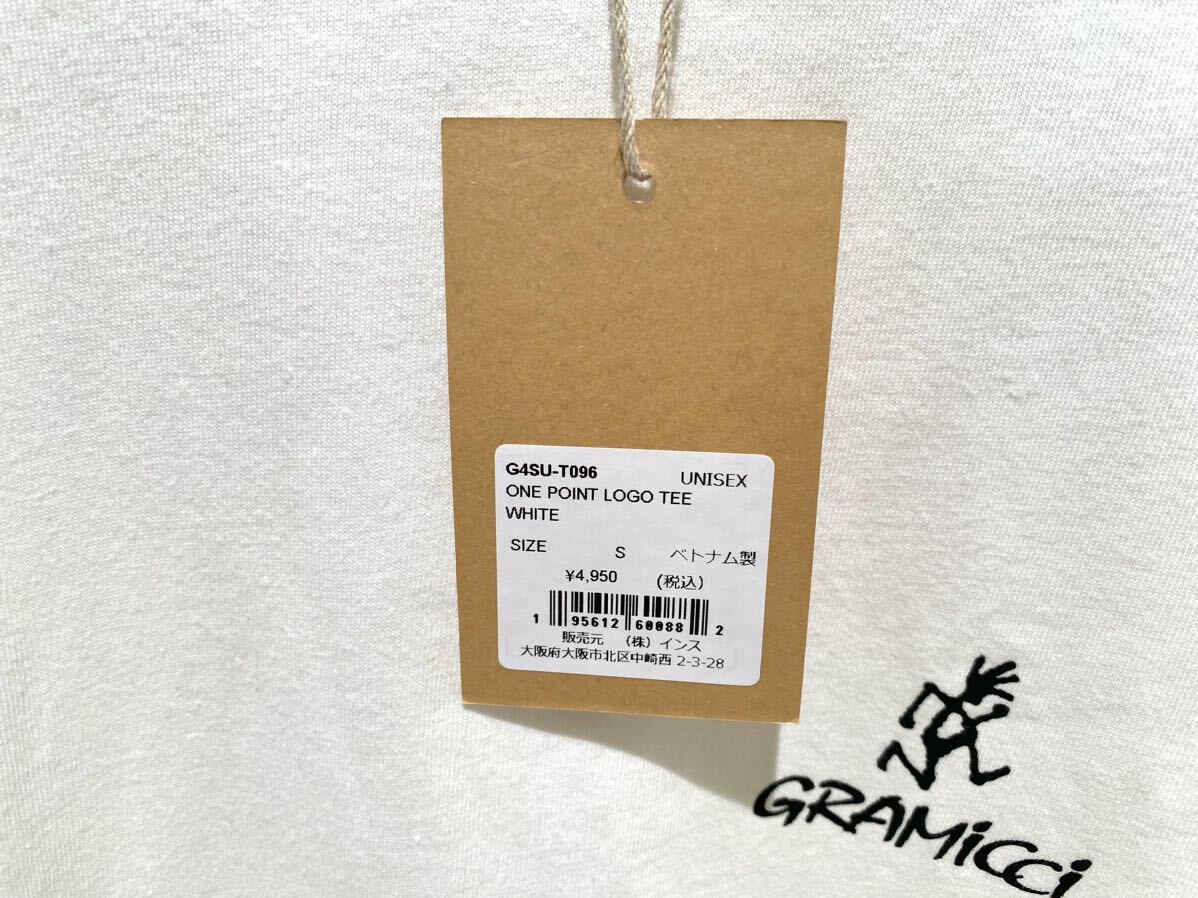 G4SU-T096 UNISEX
ONE POINT LOGO TEE
WHITE
SIZE S ベトナム製
¥4,950 (税込)
1 95612 60088 2
販売元 (株) インス
大阪府大阪市北区中崎西 2-3-28
GRAMiCCi